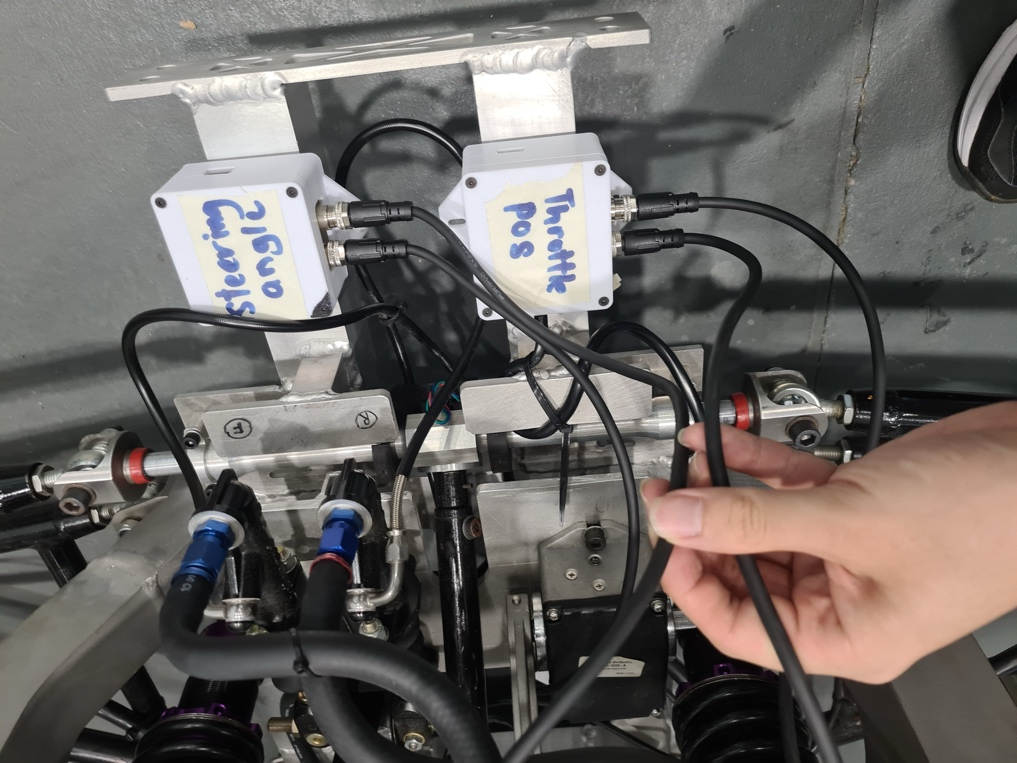 steering
angle
Throttle
pos
F
R